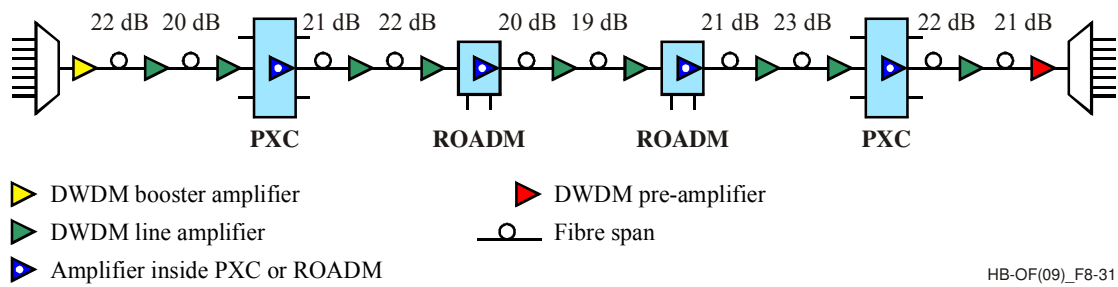 22 dB 20 dB 21 dB 22 dB 20 dB 19 dB 21 dB 23 dB 22 dB 21 dB
PXC ROADM ROADM PXC
DWDM booster amplifier DWDM pre-amplifier
DWDM line amplifier Fibre span
Amplifier inside PXC or ROADM
HB-OF(09)_F8-31